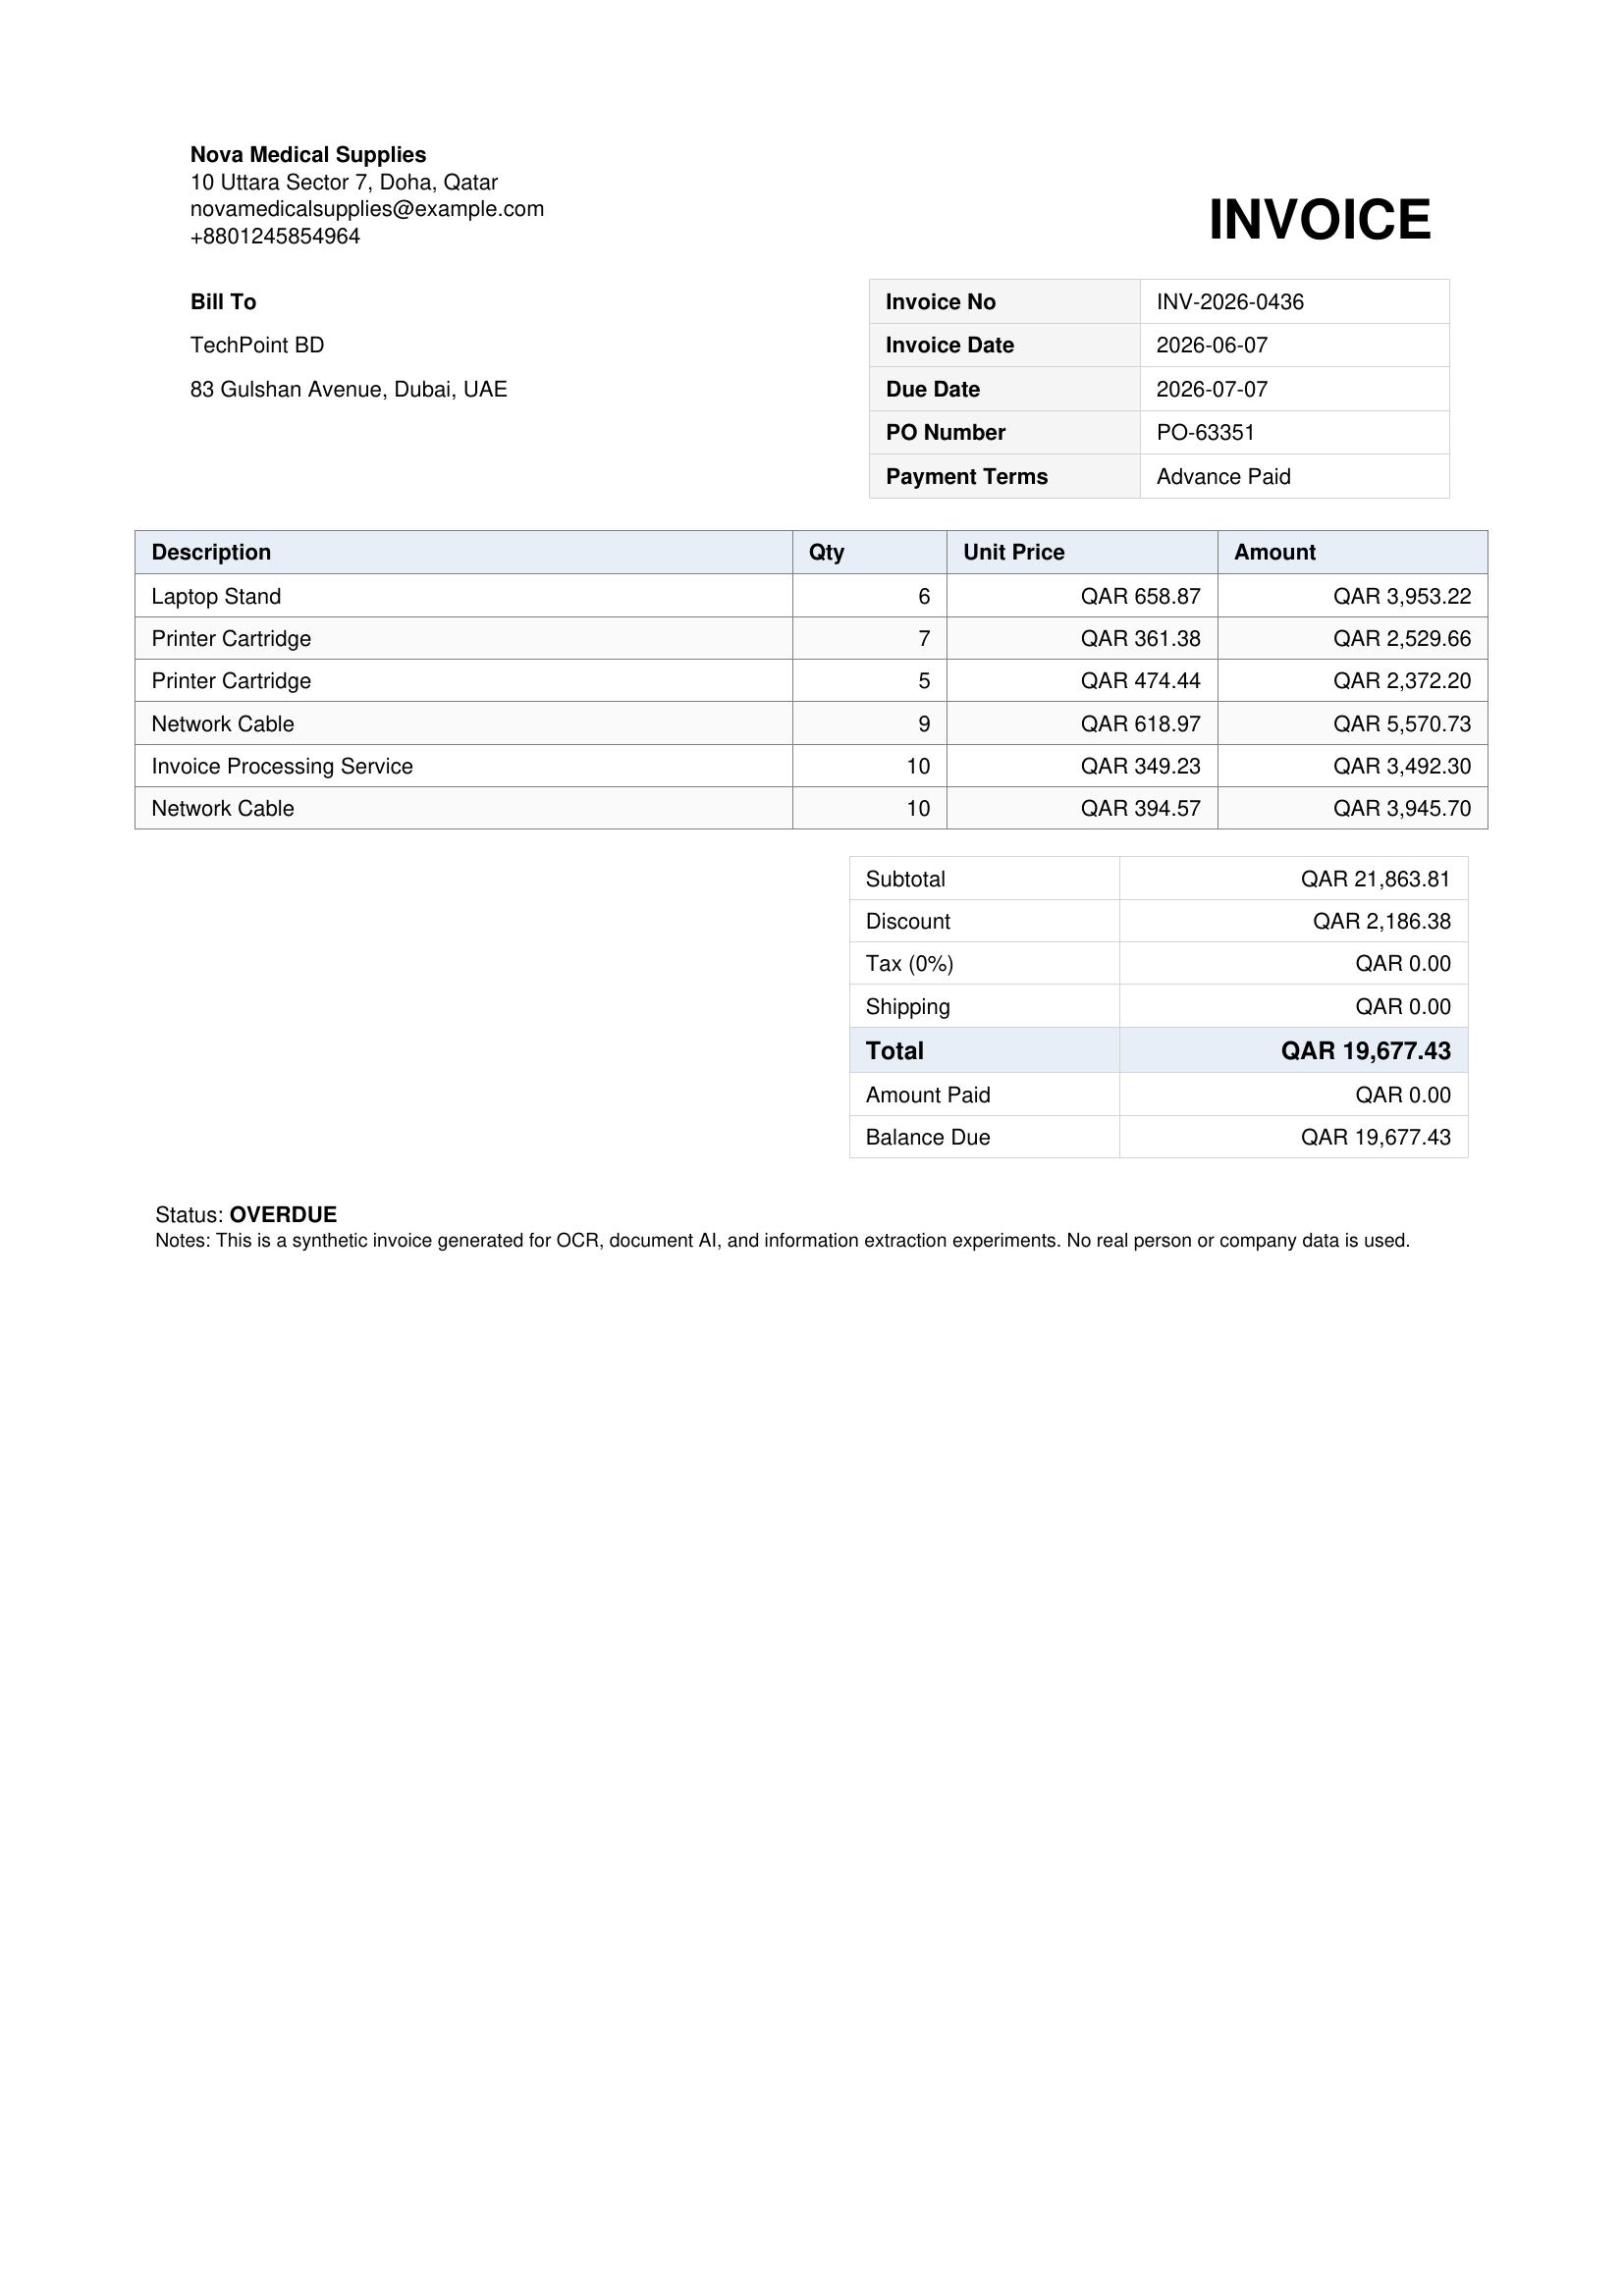 Nova Medical Supplies
10 Uttara Sector 7, Doha, Qatar
novamedicalsupplies@example.com
+8801245854964
INVOICE
Bill To
TechPoint BD
83 Gulshan Avenue, Dubai, UAE
Invoice No INV-2026-0436
Invoice Date 2026-06-07
Due Date 2026-07-07
PO Number PO-63351
Payment Terms Advance Paid
Description Qty Unit Price Amount
Laptop Stand 6 QAR 658.87 QAR 3,953.22
Printer Cartridge 7 QAR 361.38 QAR 2,529.66
Printer Cartridge 5 QAR 474.44 QAR 2,372.20
Network Cable 9 QAR 618.97 QAR 5,570.73
Invoice Processing Service 10 QAR 349.23 QAR 3,492.30
Network Cable 10 QAR 394.57 QAR 3,945.70
Subtotal QAR 21,863.81
Discount QAR 2,186.38
Tax (0%) QAR 0.00
Shipping QAR 0.00
Total QAR 19,677.43
Amount Paid QAR 0.00
Balance Due QAR 19,677.43
Status: OVERDUE
Notes: This is a synthetic invoice generated for OCR, document AI, and information extraction experiments. No real person or company data is used.